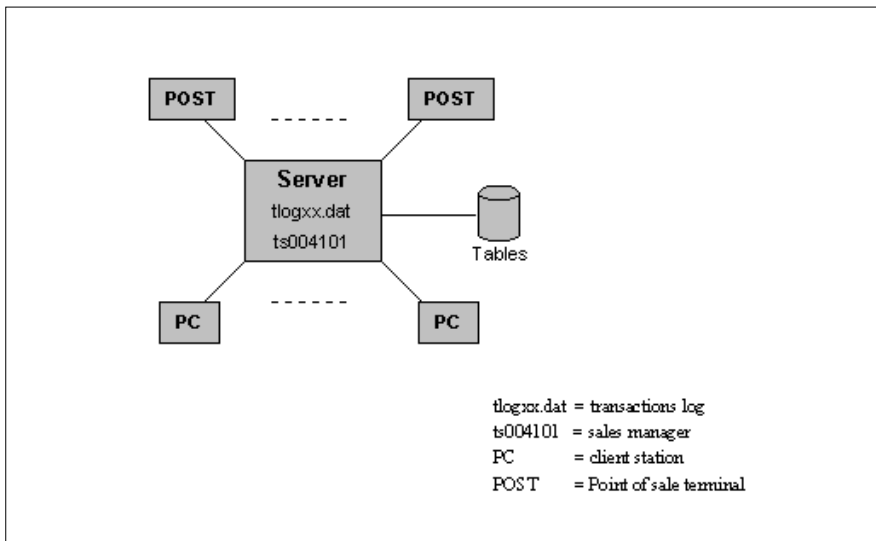 POST
POST
Server
tlogxx.dat
ts004101
Tables
PC
PC
tlogxx.dat = transactions log
ts004101 = sales manager
PC = client station
POST = Point of sale terminal